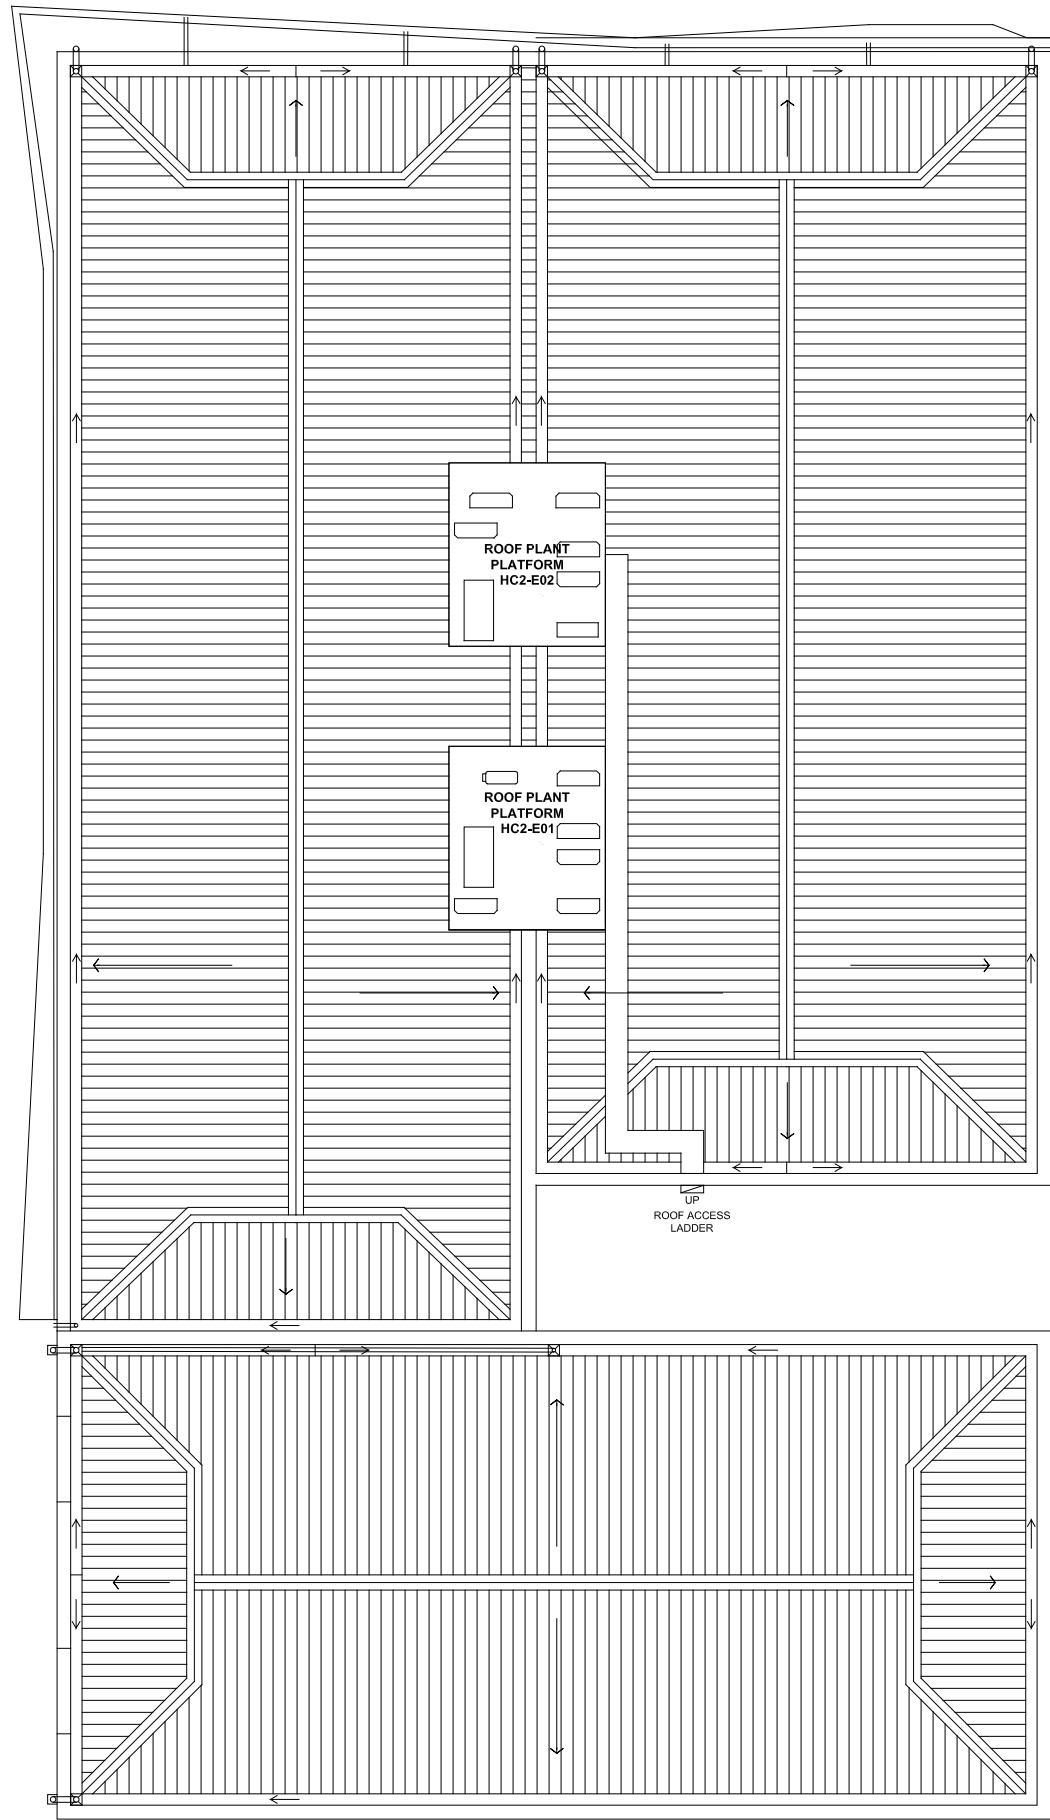 ROOF PLANT
PLATFORM
HC2-E02
ROOF PLANT
PLATFORM
HC2-E01
UP
ROOF ACCESS
LADDER